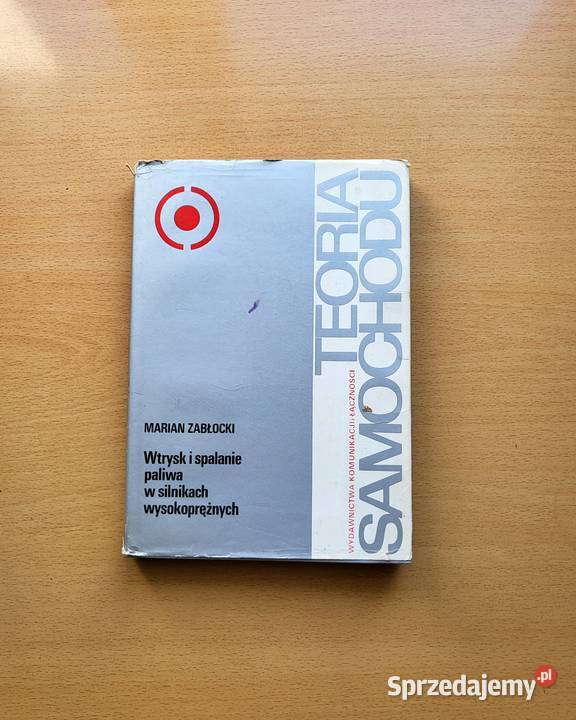 MARIAN ZABŁOCKI
Wtrysk i spalanie
paliwa
w silnikach
wysokoprężnych
TEORIA
SAMOCHODU
WYDAWNICTWA KOMUNIKACJI i ŁĄCZNOŚCI
Sprzedajemy.pl